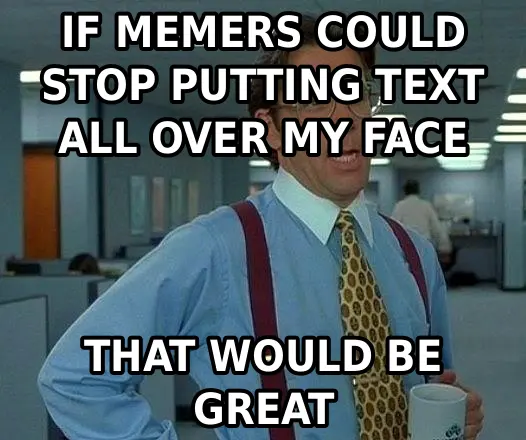 IF MEMERS COULD
STOP PUTTING TEXT
ALL OVER MY FACE
THAT WOULD BE
GREAT